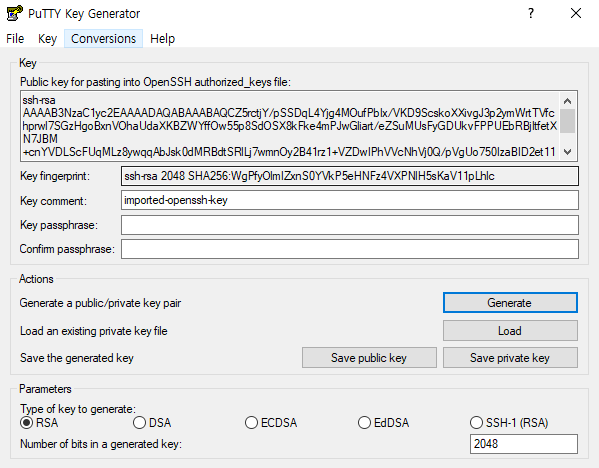 PuTTY Key Generator
File Key Conversions Help
Key
Public key for pasting into OpenSSH authorized_keys file:
ssh-rsa
AAAAB3NzaC1yc2EAAAADAQABAAABAQCZ5rctjY/pSSDqL4Yjg4MOufPblx/VKD9ScskoXXivgJ3p2ymWrtTVfc
hprwl7SGzHgoBxnVOhaUdaXKBZWYffOw55p8SdOSX8kFke4mPJwGliart/eZSuMUsFyGDUkvFPPUEbRBjltfetX
N7JBM
+cnYVDLScFUqMLz8ywqqAbJsk0dMRBdtSRILj7wmnOy2B41rz1+VZDwIPhVVcNhVj0Q/pVgUo750lzaBID2et11
Key fingerprint: ssh-rsa 2048 SHA256:WgPfyOlmIZxnS0YVkP5eHNFz4VXPNlH5sKaV11pLhlc
Key comment: imported-openssh-key
Key passphrase:
Confirm passphrase:
Actions
Generate a public/private key pair Generate
Load an existing private key file Load
Save the generated key Save public key Save private key
Parameters
Type of key to generate:
RSA DSA ECDSA EdDSA SSH-1 (RSA)
Number of bits in a generated key: 2048